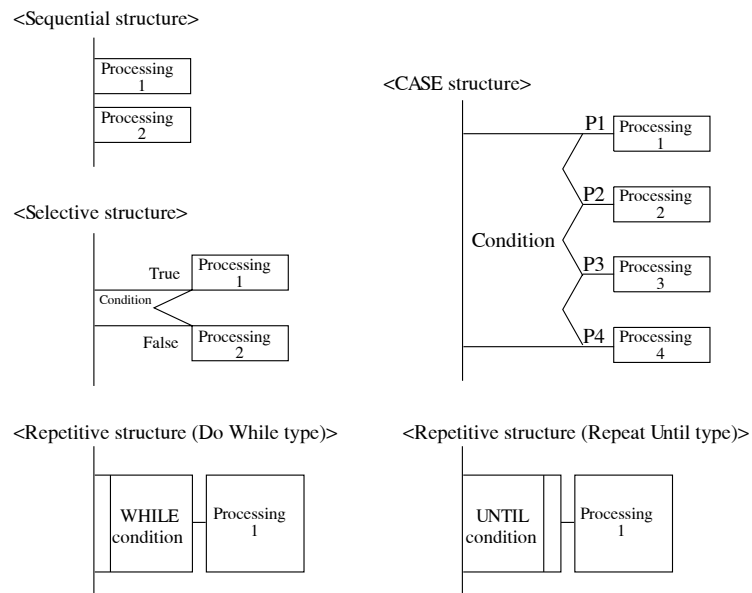 <Sequential structure>
Processing
1
Processing
2
<Selective structure>
True
Processing
1
Condition
False
Processing
2
<CASE structure>
P1
Processing
1
P2
Processing
2
Condition
P3
Processing
3
P4
Processing
4
<Repetitive structure (Do While type)>
WHILE
condition
Processing
1
<Repetitive structure (Repeat Until type)>
UNTIL
condition
Processing
1